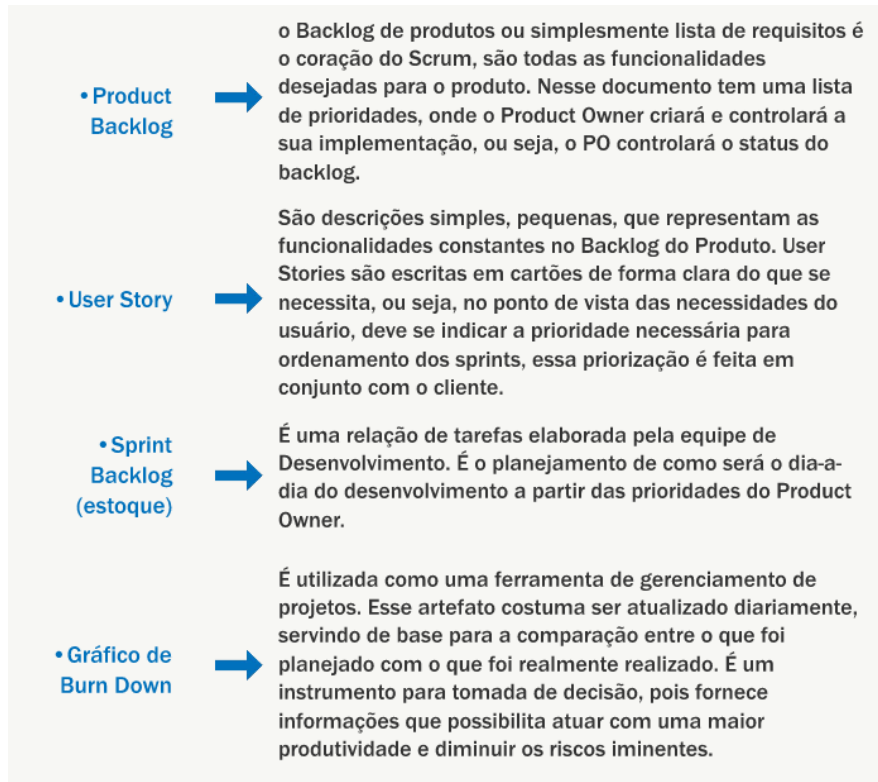 • Product
Backlog
o Backlog de produtos ou simplesmente lista de requisitos é
o coração do Scrum, são todas as funcionalidades
desejadas para o produto. Nesse documento tem uma lista
de prioridades, onde o Product Owner criará e controlará a
sua implementação, ou seja, o PO controlará o status do
backlog.
• User Story
São descrições simples, pequenas, que representam as
funcionalidades constantes no Backlog do Produto. User
Stories são escritas em cartões de forma clara do que se
necessita, ou seja, no ponto de vista das necessidades do
usuário, deve se indicar a prioridade necessária para
ordenamento dos sprints, essa priorização é feita em
conjunto com o cliente.
• Sprint
Backlog
(estoque)
É uma relação de tarefas elaborada pela equipe de
Desenvolvimento. É o planejamento de como será o dia-a-
dia do desenvolvimento a partir das prioridades do Product
Owner.
• Gráfico de
Burn Down
É utilizada como uma ferramenta de gerenciamento de
projetos. Esse artefato costuma ser atualizado diariamente,
servindo de base para a comparação entre o que foi
planejado com o que foi realmente realizado. É um
instrumento para tomada de decisão, pois fornece
informações que possibilita atuar com uma maior
produtividade e diminuir os riscos iminentes.